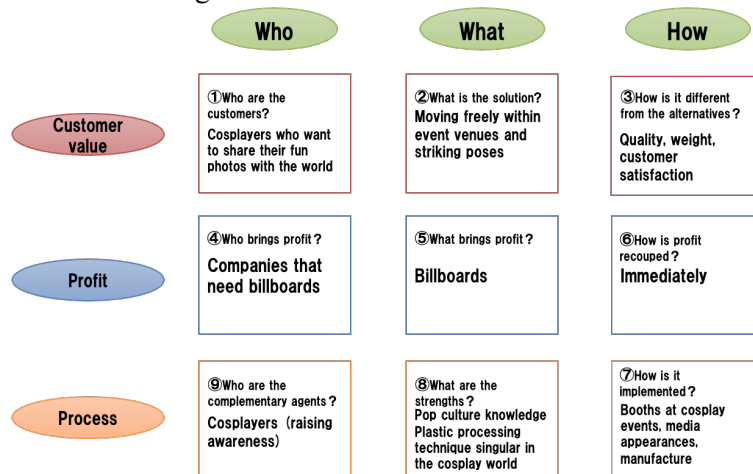 Who
What
How
Customer
value
①Who are the
customers?
Cosplayers who want
to share their fun
photos with the world
②What is the solution?
Moving freely within
event venues and
striking poses
③How is it different
from the alternatives?
Quality, weight,
customer
satisfaction
Profit
④Who brings profit?
Companies that
need billboards
⑤What brings profit?
Billboards
⑥How is profit
recouped?
Immediately
Process
⑨Who are the
complementary agents?
Cosplayers (raising
awareness)
⑧What are the
strengths?
Pop culture knowledge
Plastic processing
technique singular in
the cosplay world
⑦How is it
implemented?
Booths at cosplay
events, media
appearances,
manufacture